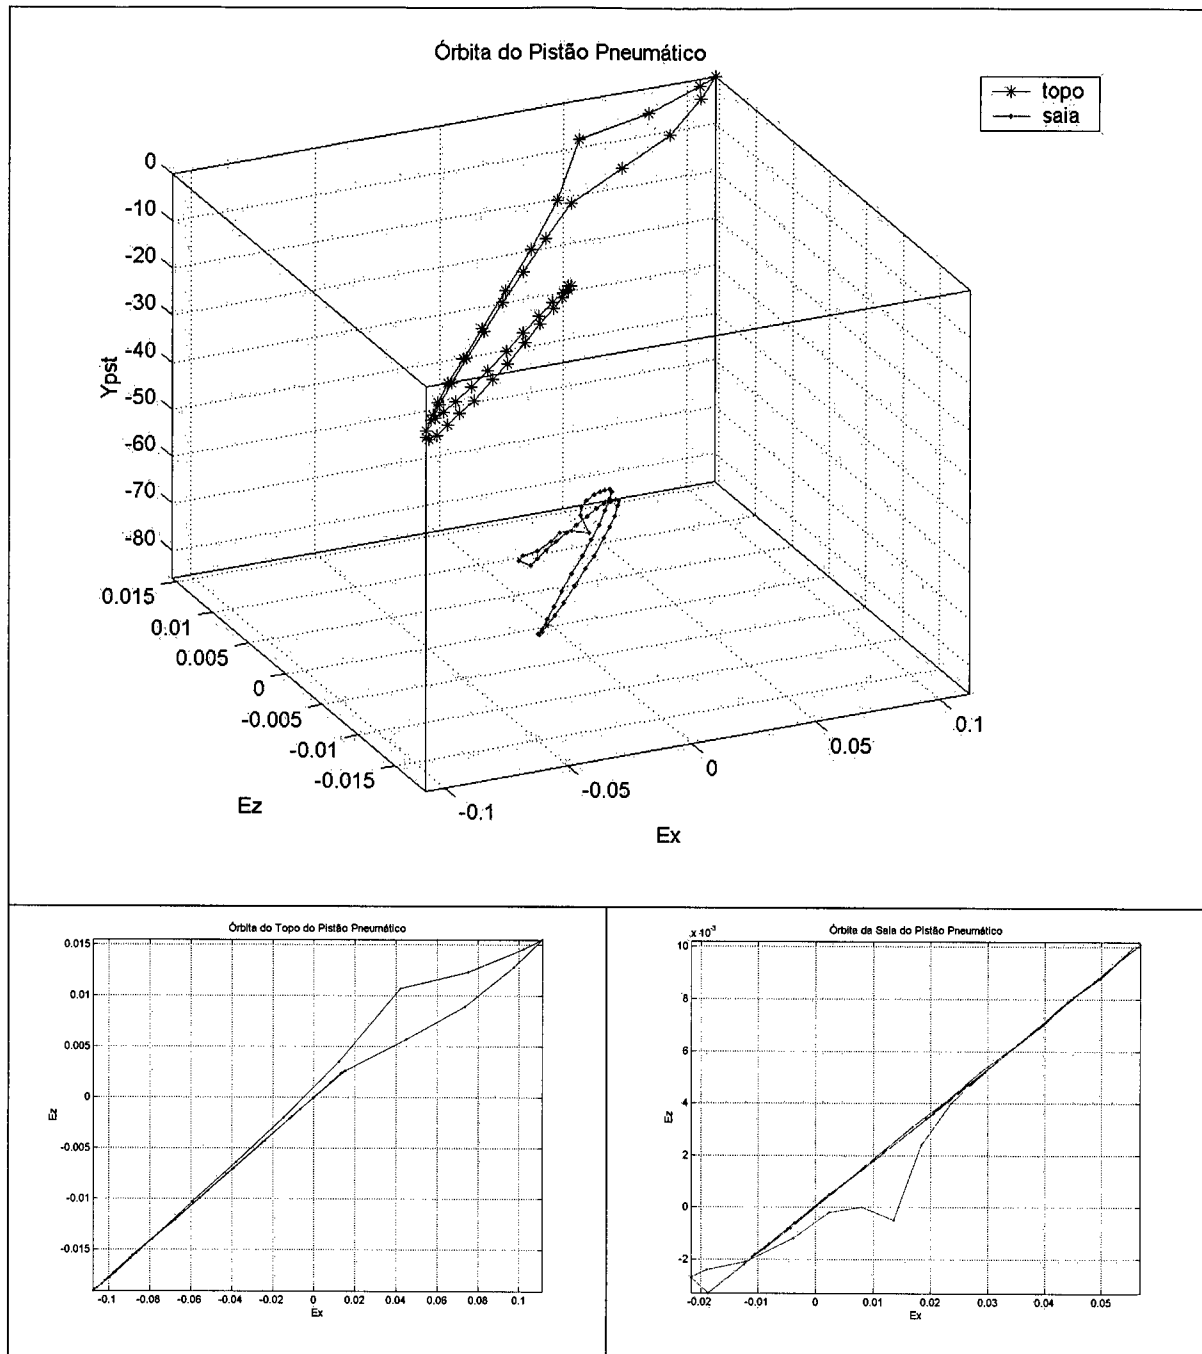 Órbita do Pistão Pneumático
topo
saia
0
-10
-20
-30
-40
-50
-60
-70
-80
Ypst
0.015
0.01
0.005
0
-0.005
-0.01
-0.015
Ez
-0.1
-0.05
0
0.05
0.1
Ex
Órbita do Topo do Pistão Pneumático
0.015
0.01
0.005
0
-0.005
-0.01
-0.015
Ez
-0.1 -0.08 -0.06 -0.04 -0.02 0 0.02 0.04 0.06 0.08 0.1
Ex
Órbita da Saia do Pistão Pneumático
x 10⁻³
10
8
6
4
2
0
-2
Ez
-0.02 -0.01 0 0.01 0.02 0.03 0.04 0.05
Ex